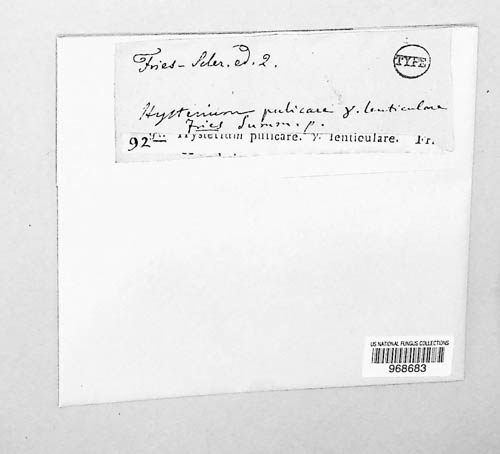 Fries - Scler. ed. 2.
TYPE
Hysterium pulicare γ. lenticulare
Fries Summ. p.
92 Hysterium pulicare. γ. lenticulare. Fr.
US NATIONAL FUNGUS COLLECTIONS
968683